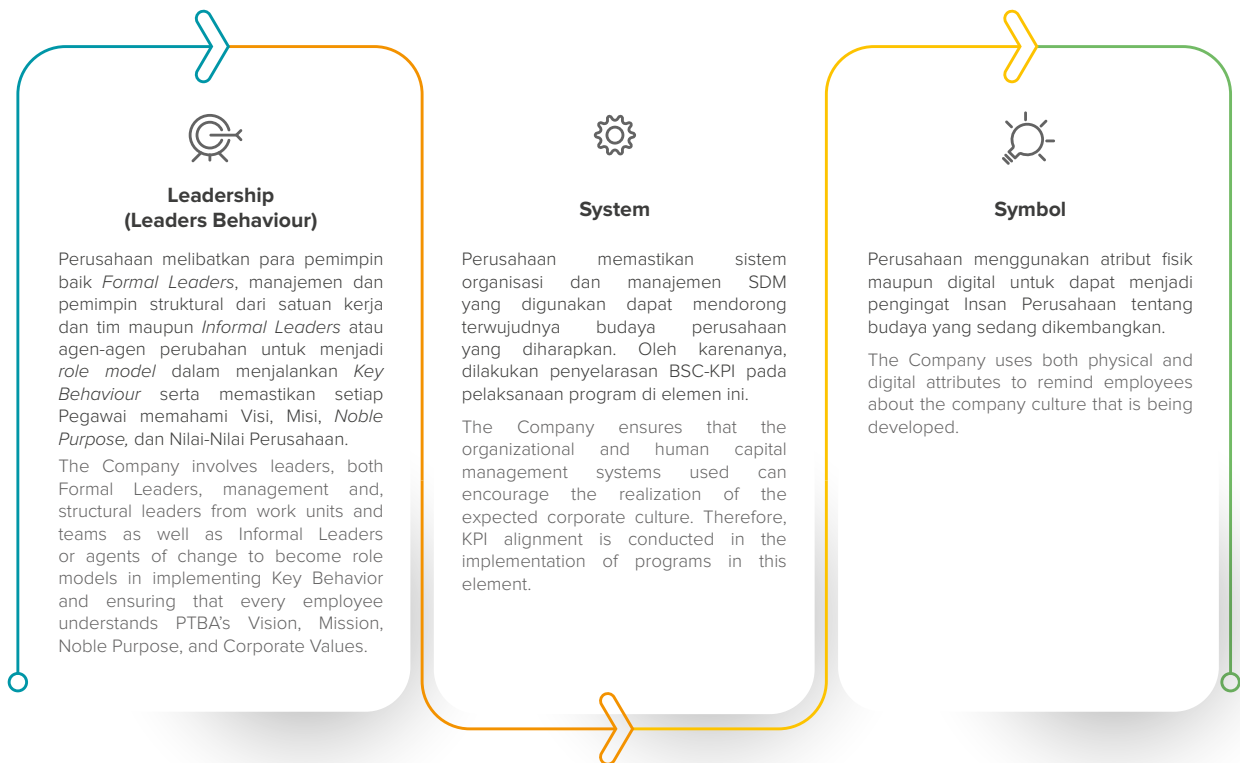 Leadership
(Leaders Behaviour)
Perusahaan melibatkan para pemimpin
baik Formal Leaders, manajemen dan
pemimpin struktural dari satuan kerja
dan tim maupun Informal Leaders atau
agen-agen perubahan untuk menjadi
role model dalam menjalankan Key
Behaviour serta memastikan setiap
Pegawai memahami Visi, Misi, Noble
Purpose, dan Nilai-Nilai Perusahaan.
The Company involves leaders, both
Formal Leaders, management and,
structural leaders from work units and
teams as well as Informal Leaders
or agents of change to become role
models in implementing Key Behavior
and ensuring that every employee
understands PTBA's Vision, Mission,
Noble Purpose, and Corporate Values.
System
Perusahaan memastikan sistem
organisasi dan manajemen SDM
yang digunakan dapat mendorong
terwujudnya budaya perusahaan
yang diharapkan. Oleh karenanya,
dilakukan penyelarasan BSC-KPI pada
pelaksanaan program di elemen ini.
The Company ensures that the
organizational and human capital
management systems used can
encourage the realization of the
expected corporate culture. Therefore,
KPI alignment is conducted in the
implementation of programs in this
element.
Symbol
Perusahaan menggunakan atribut fisik
maupun digital untuk dapat menjadi
pengingat Insan Perusahaan tentang
budaya yang sedang dikembangkan.
The Company uses both physical and
digital attributes to remind employees
about the company culture that is being
developed.